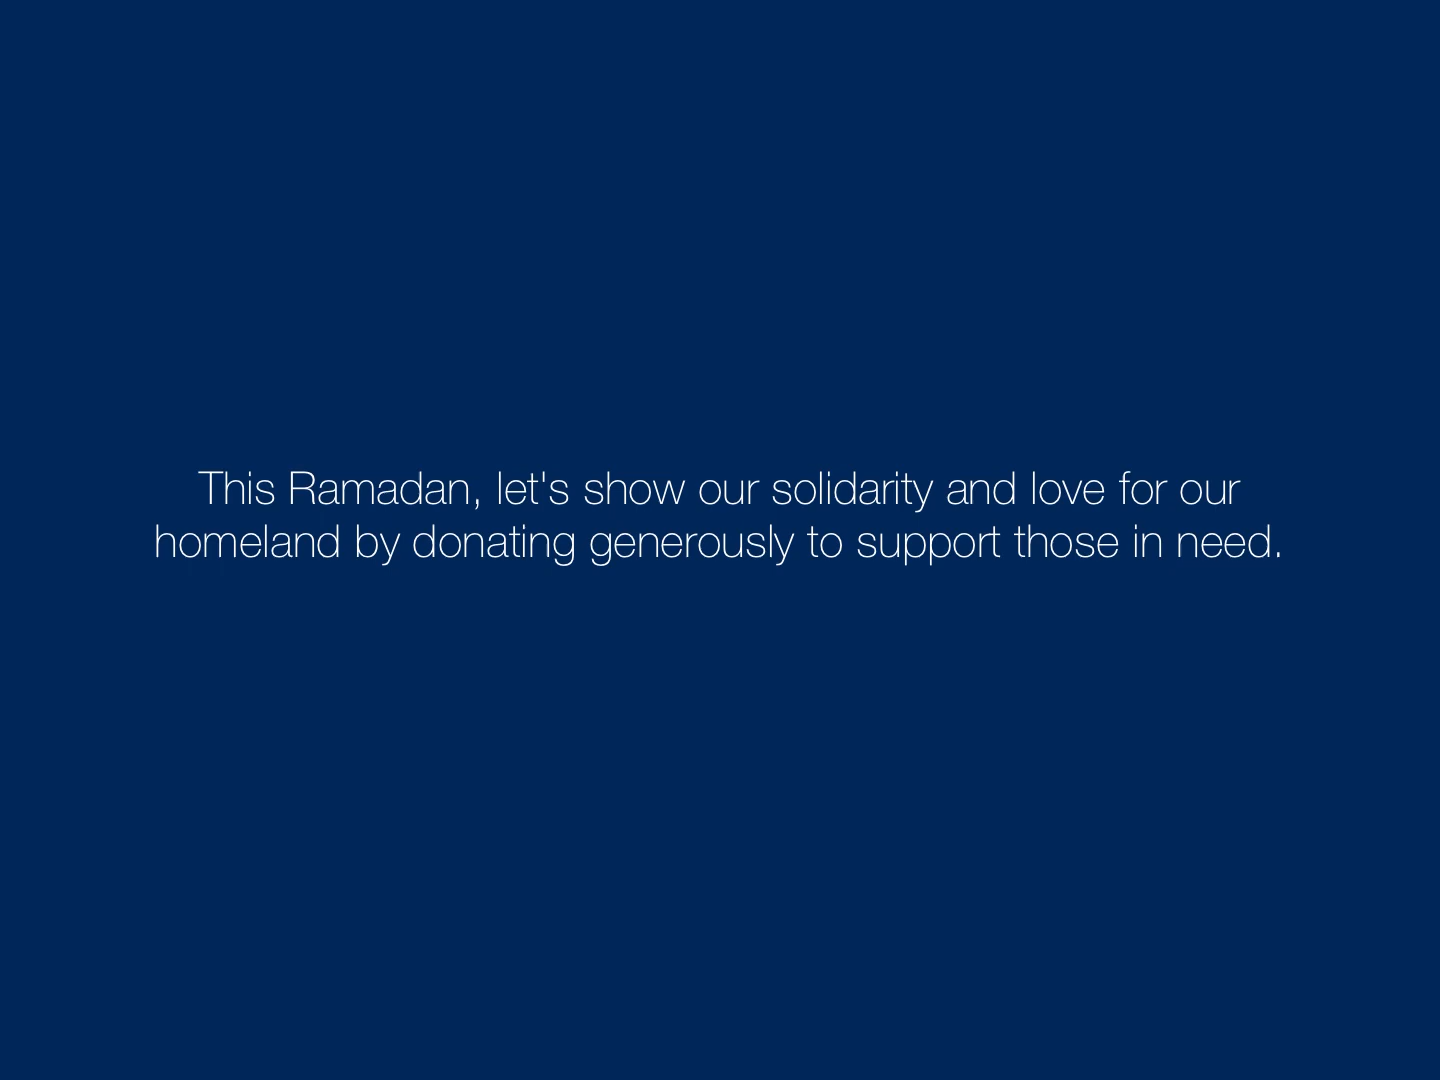 This Ramadan, let's show our solidarity and love for our
homeland by donating generously to support those in need.